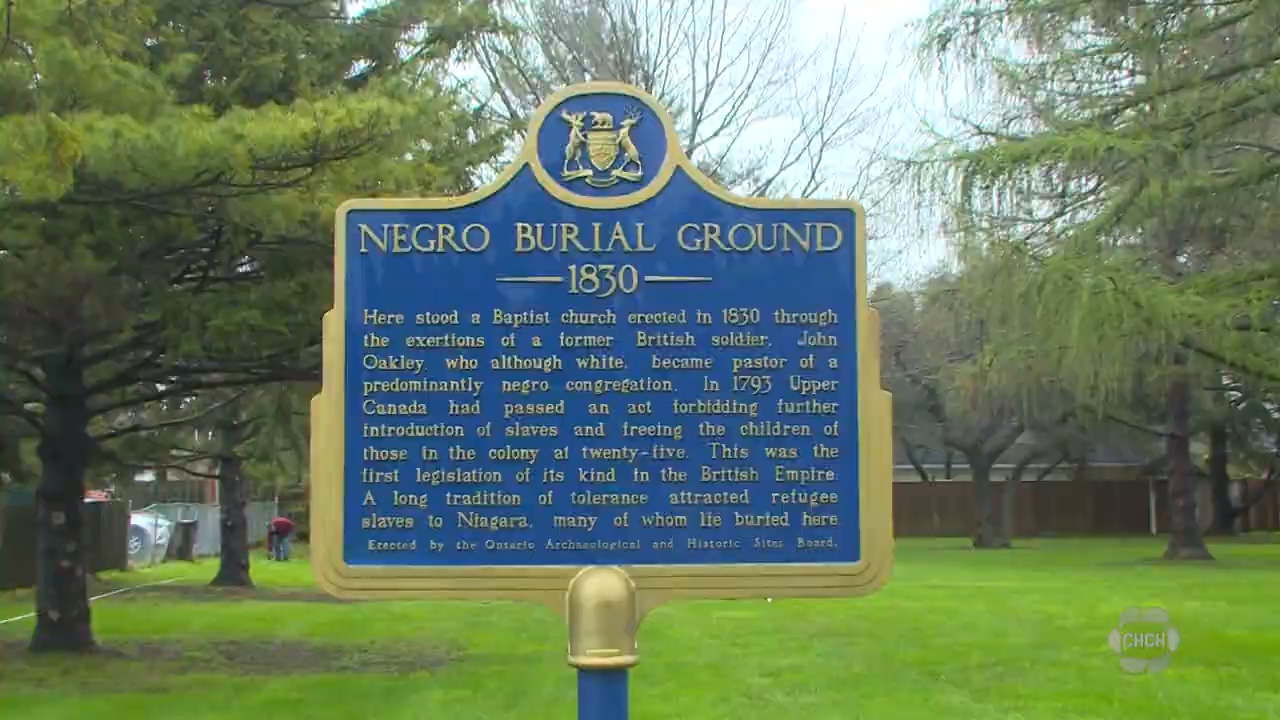 NEGRO BURIAL GROUND
1830
Here stood a Baptist church erected in 1830 through
the exertions of a former British soldier, John
Oakley, who although white, became pastor of a
predominantly negro congregation. In 1793 Upper
Canada had passed an act forbidding further
introduction of slaves and freeing the children of
those in the colony at twenty-five. This was the
first legislation of its kind in the British Empire.
A long tradition of tolerance attracted refugee
slaves to Niagara, many of whom lie buried here
Erected by the Ontario Archaeological and Historic Sites Board.
CHCH